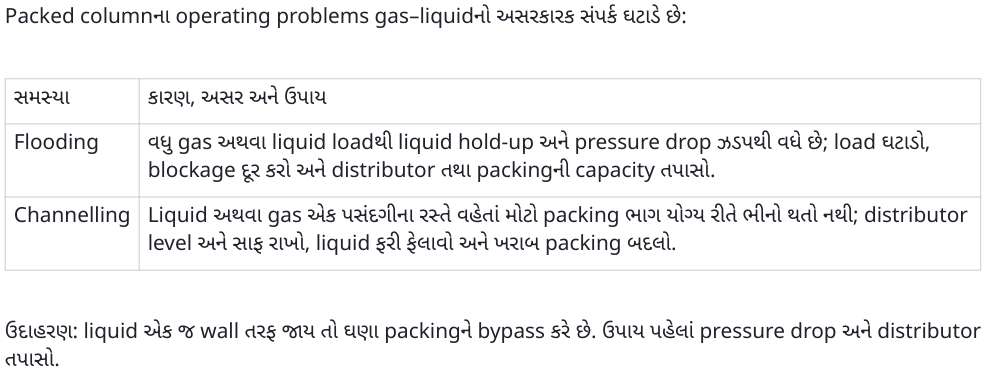 Packed columnના operating problems gas–liquidનો અસરકારક સંપર્ક ઘટાડે છે:
સમસ્યા કારણ, અસર અને ઉપાય
Flooding વધુ gas અથવા liquid loadથી liquid hold-up અને pressure drop ઝડપથી વધે છે; load ઘટાડો,
blockage દૂર કરો અને distributor તથા packingની capacity તપાસો.
Channelling Liquid અથવા gas એક પસંદગીના રસ્તે વહેતાં મોટો packing ભાગ યોગ્ય રીતે ભીનો થતો નથી; distributor
level અને સાફ રાખો, liquid ફરી ફેલાવો અને ખરાબ packing બદલો.
ઉદાહરણ: liquid એક જ wall તરફ જાય તો ઘણા packingને bypass કરે છે. ઉપાય પહેલાં pressure drop અને distributor
તપાસો.